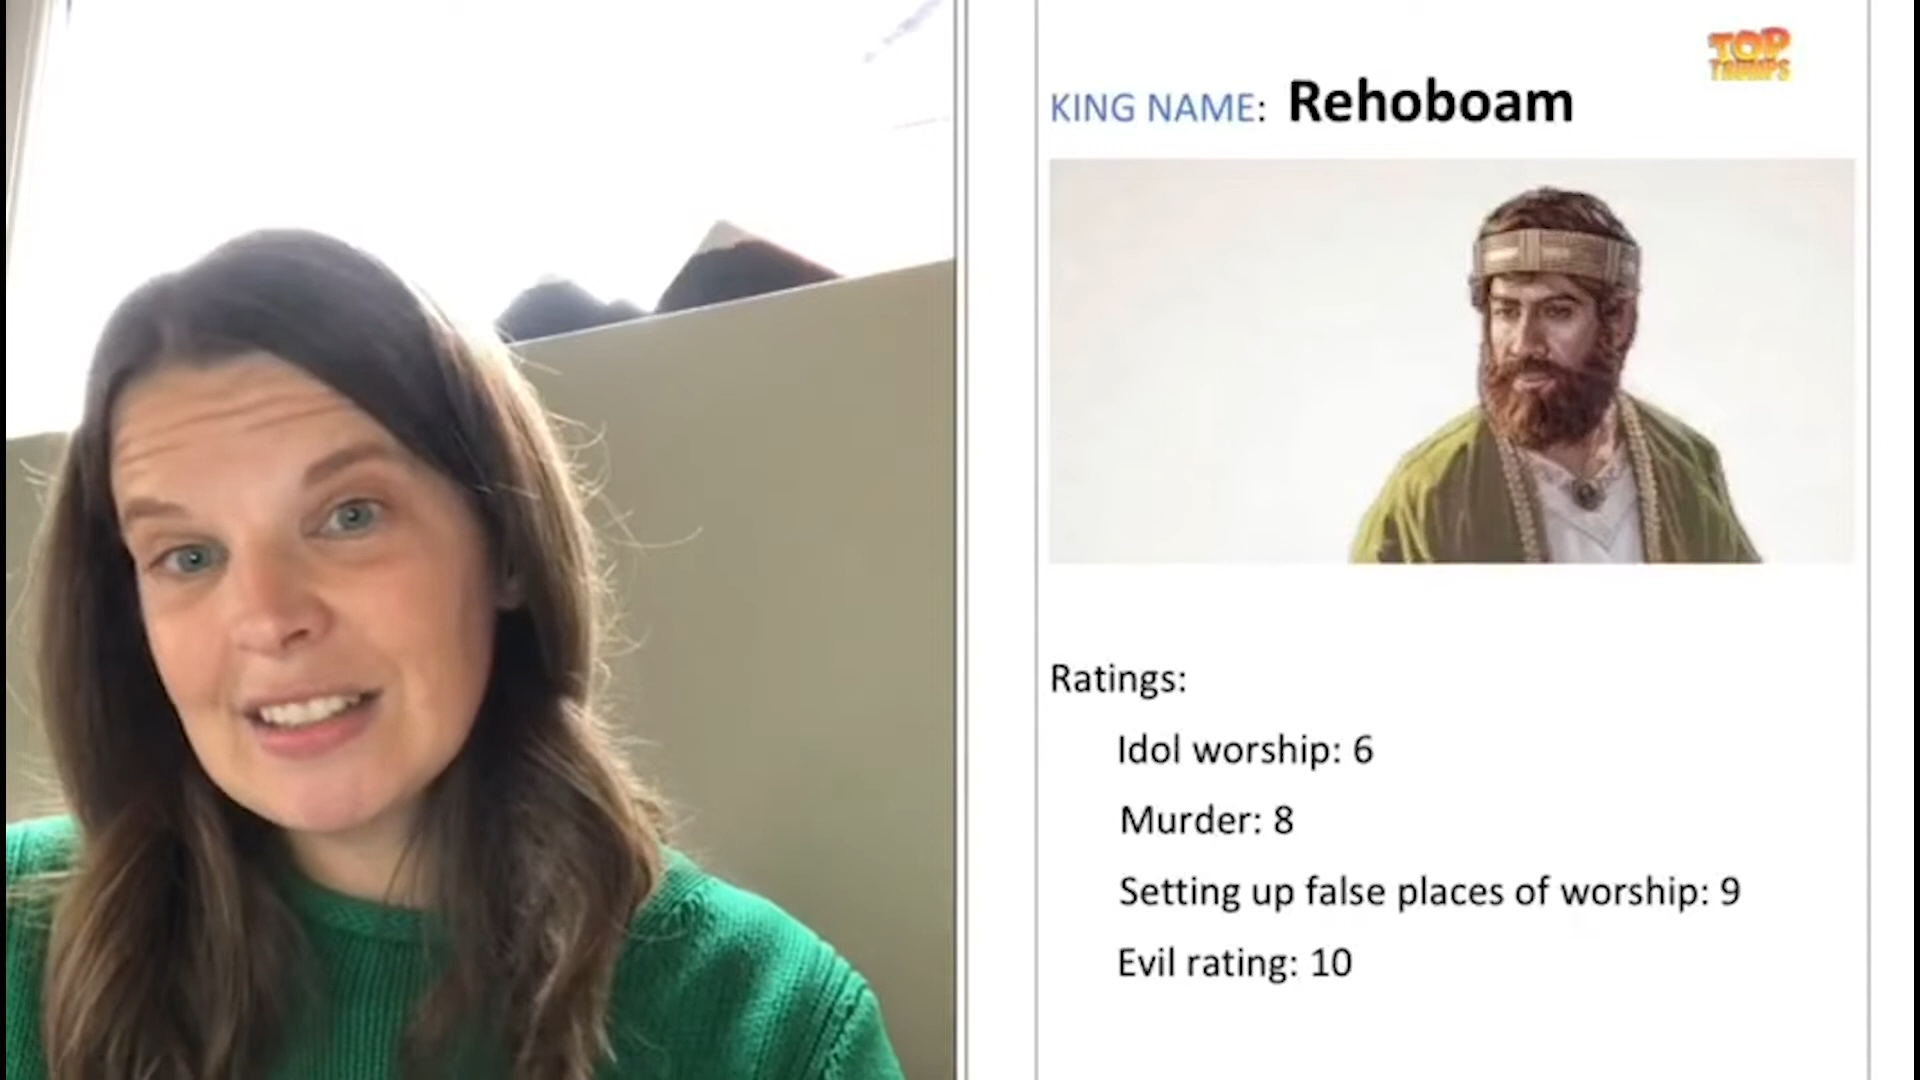 TOP
TRUMPS
KING NAME: Rehoboam
Ratings:
Idol worship: 6
Murder: 8
Setting up false places of worship: 9
Evil rating: 10